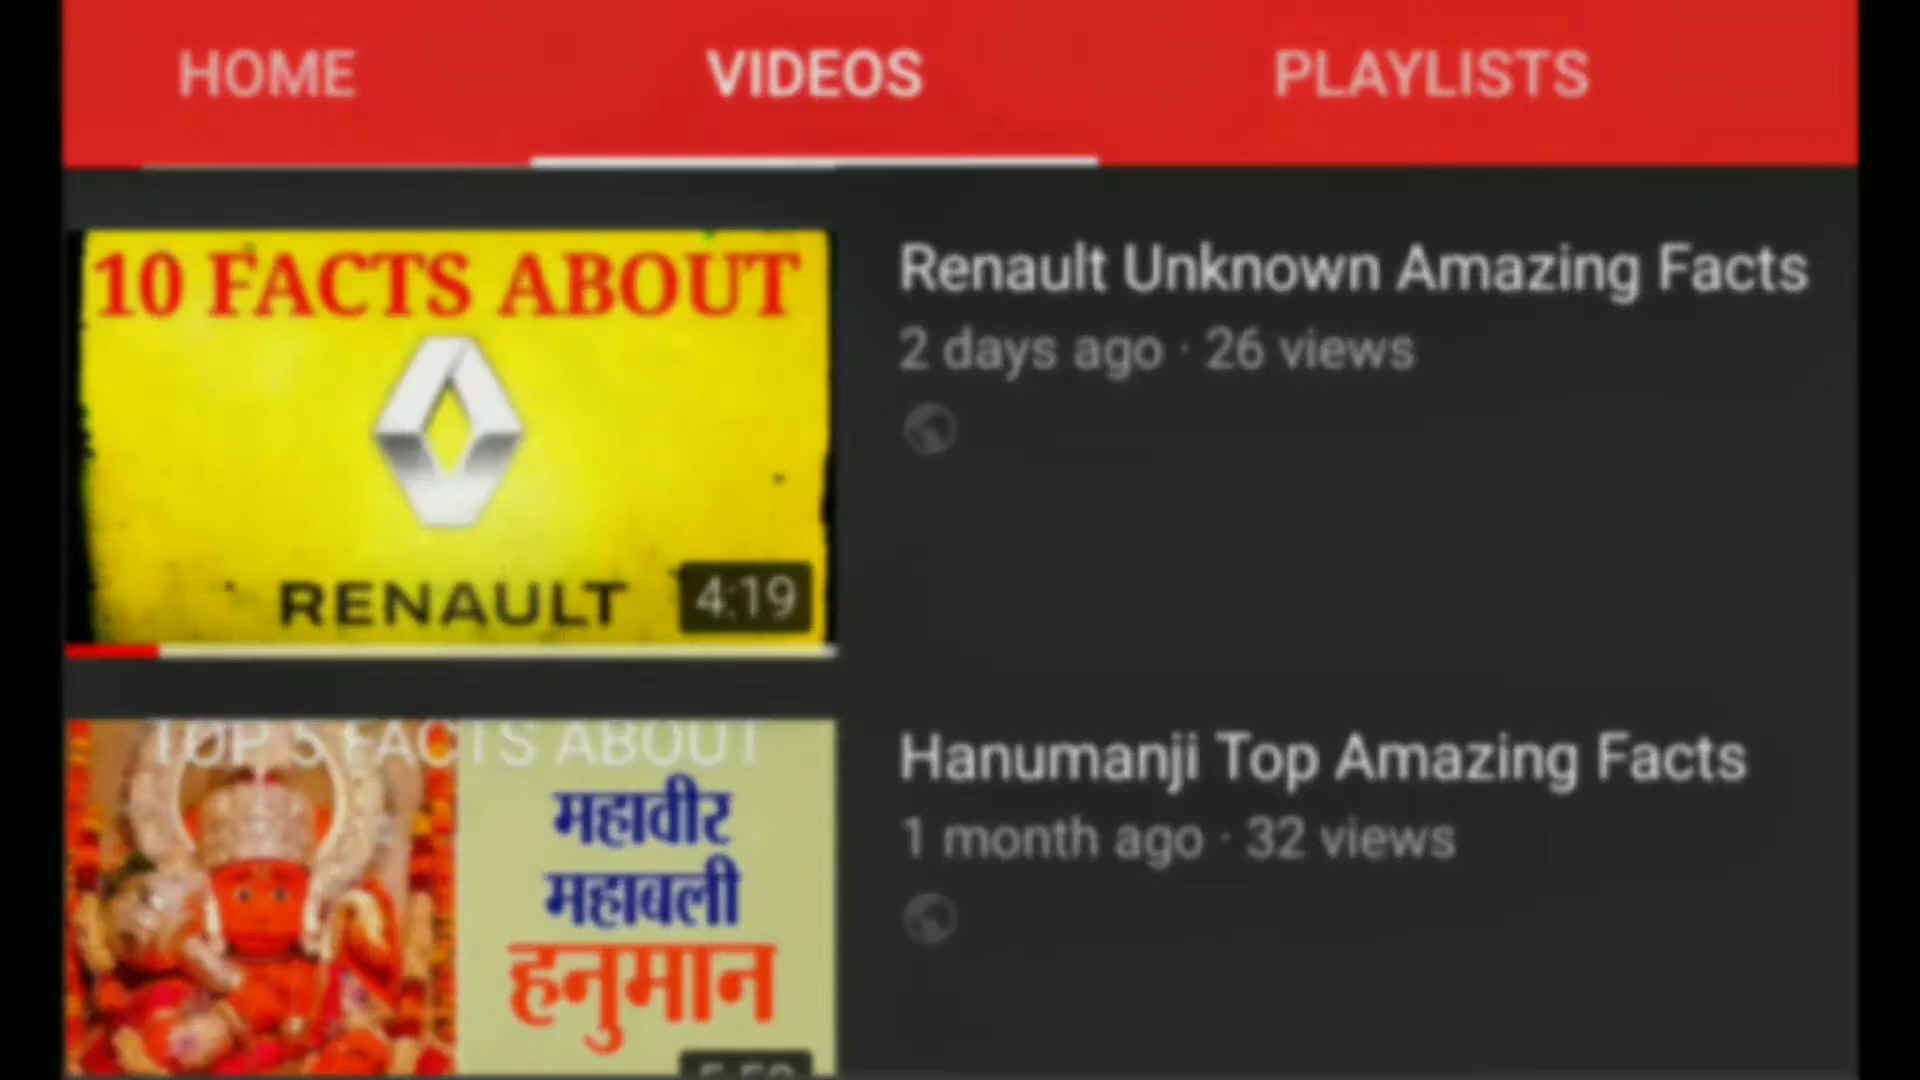 HOME VIDEOS PLAYLISTS
10 FACTS ABOUT
RENAULT
4:19
Renault Unknown Amazing Facts
2 days ago · 26 views
TOP 5 FACTS ABOUT
महावीर
महाबली
हनुमान
Hanumanji Top Amazing Facts
1 month ago · 32 views